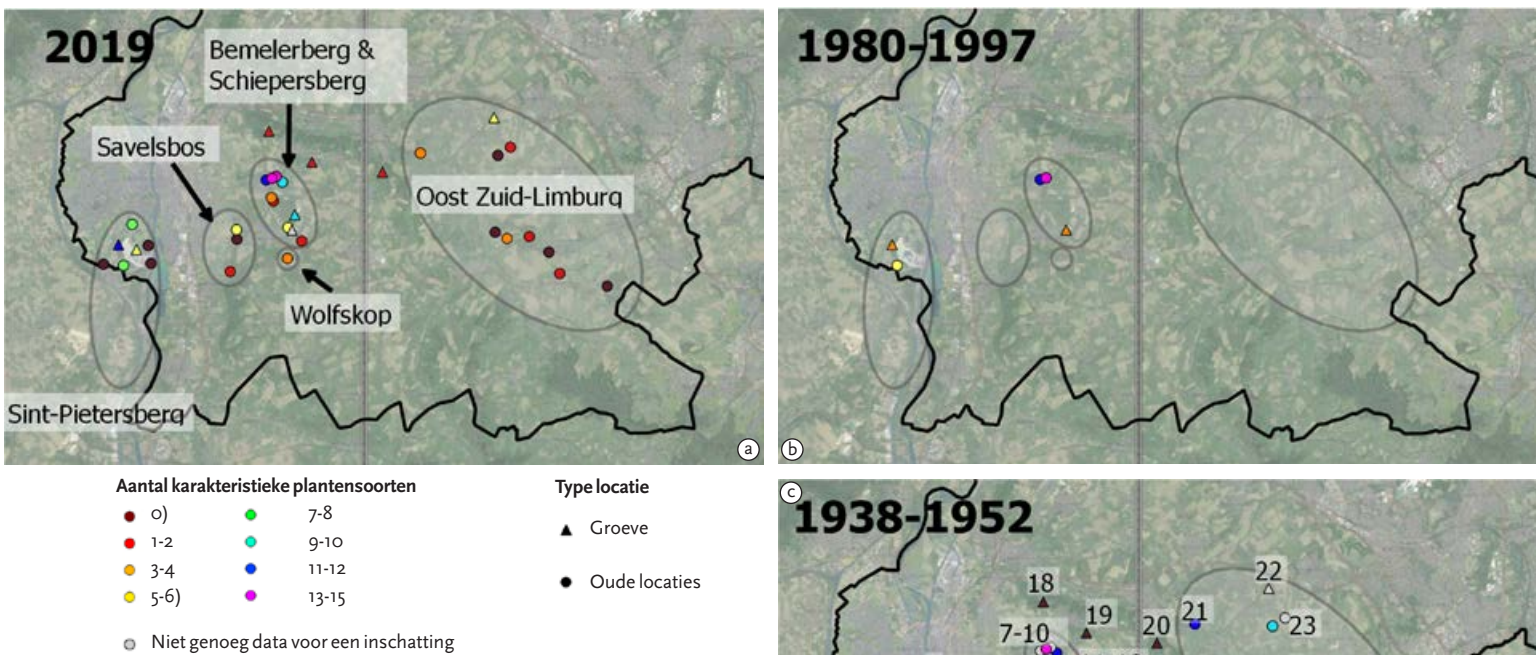 2019
Bemelerberg &
Schiepersberg
Savelsbos
Oost Zuid-Limburg
Wolfskop
Sint-Pietersberg
a
1980-1997
b
Aantal karakteristieke plantensoorten
0)
1-2
3-4
5-6)
7-8
9-10
11-12
13-15
Niet genoeg data voor een inschatting
Type locatie
Groeve
Oude locaties
c
1938-1952
18
19
20
21
22
23
7-10